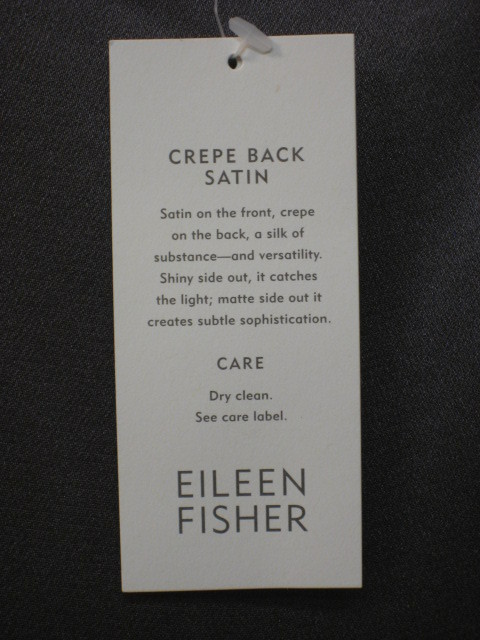 CREPE BACK
SATIN
Satin on the front, crepe
on the back, a silk of
substance—and versatility.
Shiny side out, it catches
the light; matte side out it
creates subtle sophistication.
CARE
Dry clean.
See care label.
EILEEN
FISHER